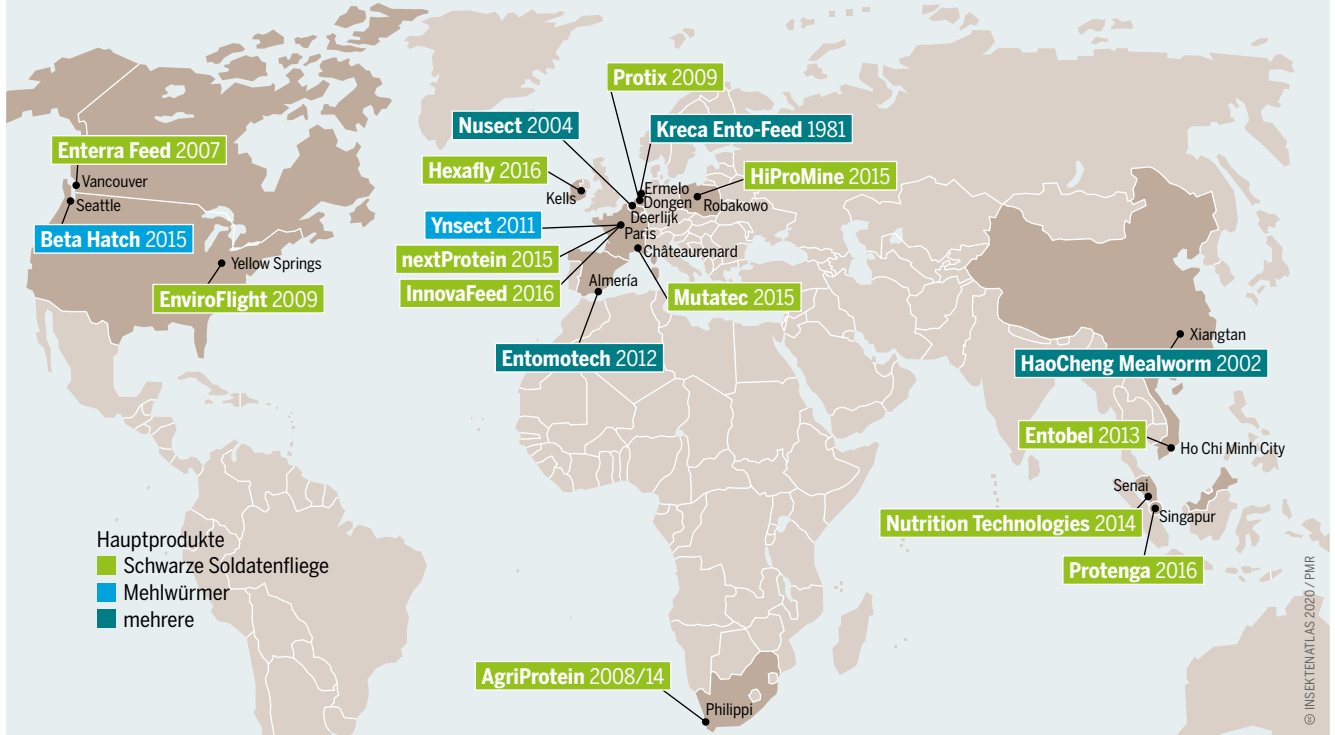 Protix 2009
Nusect 2004
Kreca Ento-Feed 1981
Enterra Feed 2007
Hexafly 2016
HiProMine 2015
Vancouver
Seattle
Kells
Ermelo
Dongen
Robakowo
Deerlijk
Beta Hatch 2015
Ynsect 2011
Paris
nextProtein 2015
Châteaurenard
Yellow Springs
Almería
EnviroFlight 2009
InnovaFeed 2016
Mutatec 2015
Xiangtan
Entomotech 2012
HaoCheng Mealworm 2002
Entobel 2013
Ho Chi Minh City
Senai
Nutrition Technologies 2014
Singapur
Protenga 2016
Hauptprodukte
Schwarze Soldatenfliege
Mehlwürmer
mehrere
AgriProtein 2008/14
Philippi
© INSEKTENATLAS 2020 / PMR